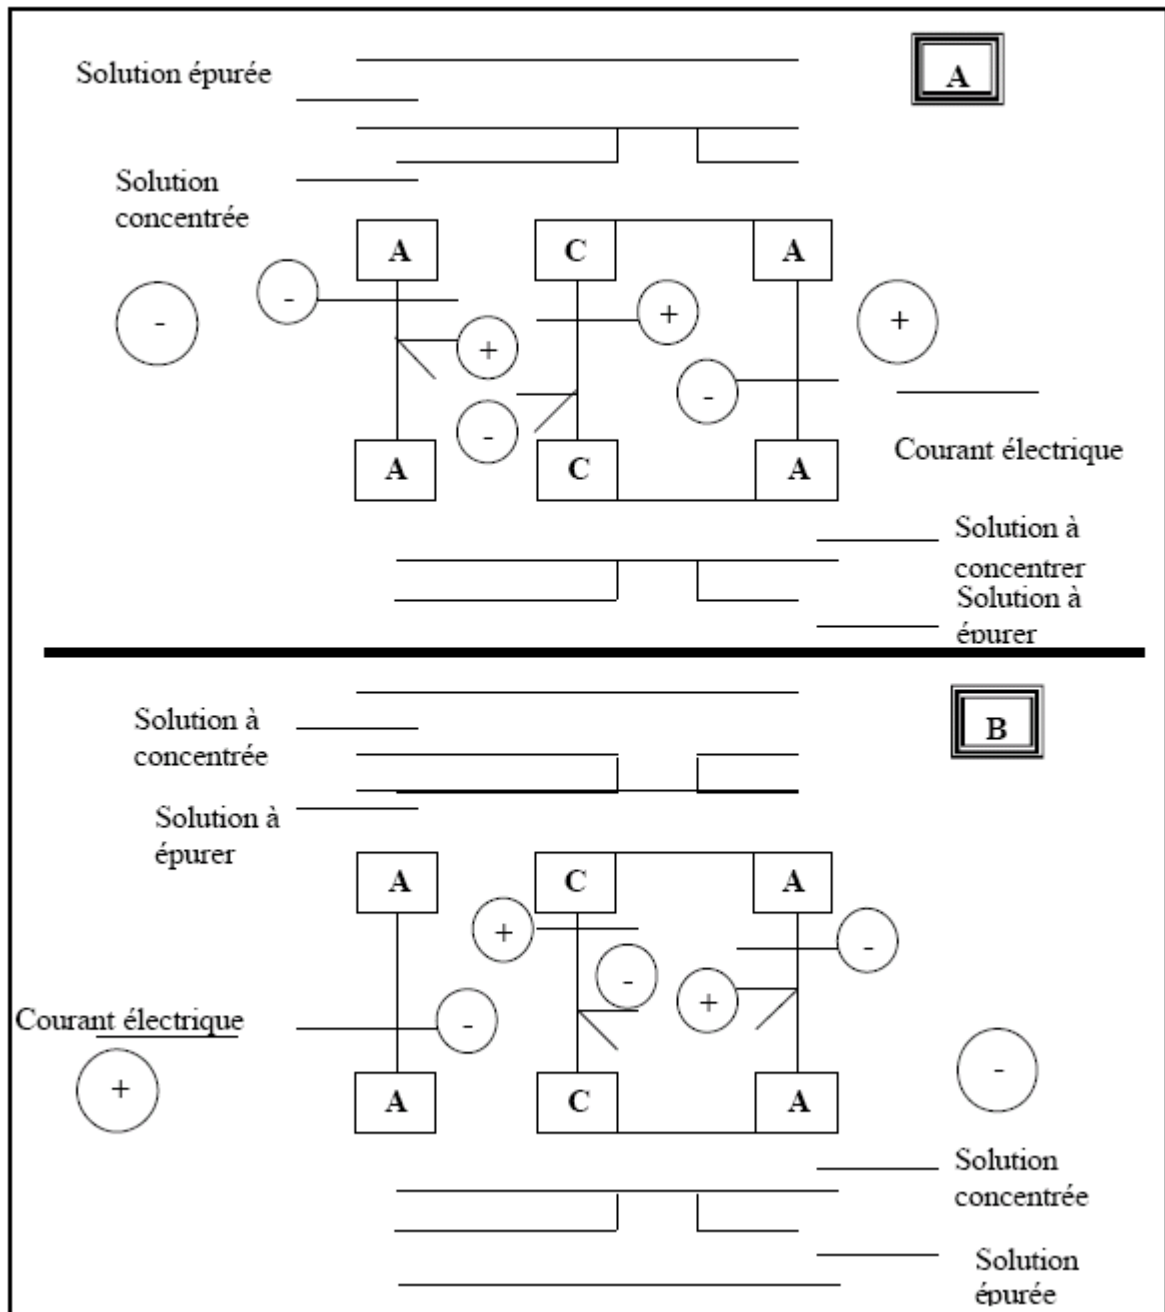 Solution épurée
A
Solution
concentrée
A
C
A
-
-
+
+
+
-
-
A
C
A
Courant électrique
Solution à
concentrer
Solution à
épurer
Solution à
concentrée
B
Solution à
épurer
A
C
A
+
-
-
+
-
Courant électrique
+
-
A
C
A
Solution
concentrée
Solution
épurée